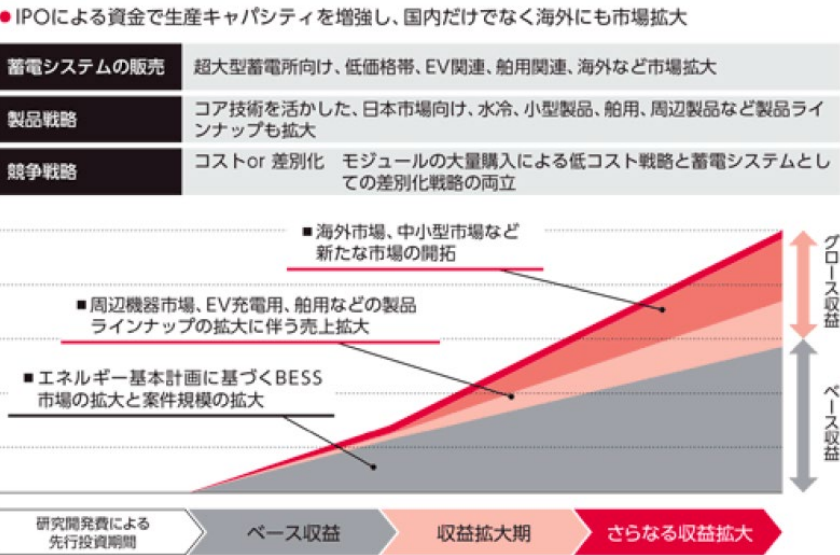 ● IPOによる資金で生産キャパシティを増強し、国内だけでなく海外にも市場拡大
蓄電システムの販売
超大型蓄電所向け、低価格帯、EV関連、舶用関連、海外など市場拡大
製品戦略
コア技術を活かした、日本市場向け、水冷、小型製品、舶用、周辺製品など製品ライ
ンナップも拡大
競争戦略
コストor 差別化 モジュールの大量購入による低コスト戦略と蓄電システムとし
ての差別化戦略の両立
■ 海外市場、中小型市場など
新たな市場の開拓
■ 周辺機器市場、EV充電用、舶用などの製品
ラインナップの拡大に伴う売上拡大
■ エネルギー基本計画に基づくBESS
市場の拡大と案件規模の拡大
グロース収益
ベース収益
研究開発費による
先行投資期間
ベース収益
収益拡大期
さらなる収益拡大